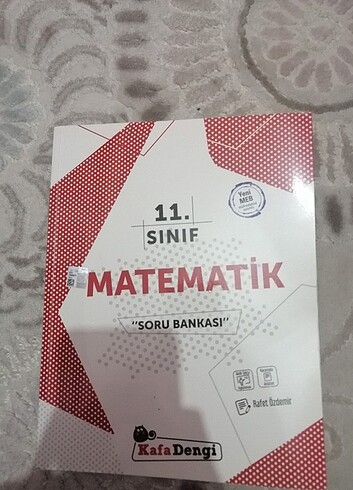 11.
SINIF
Yeni
MEB
MATEMATİK
"SORU BANKASI"
Rafet Özdemir
KafaDengi